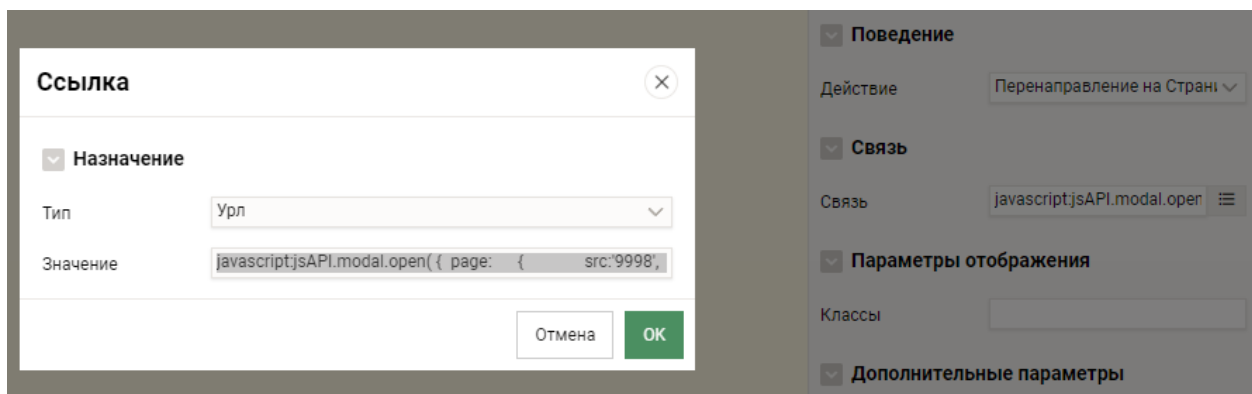 Ссылка
Назначение
Тип Урл
Значение javascript:jsAPI.modal.open( { page: { src:'9998',
Отмена OK
Поведение
Действие Перенаправление на Страни
Связь
Связь javascript:jsAPI.modal.open
Параметры отображения
Классы
Дополнительные параметры